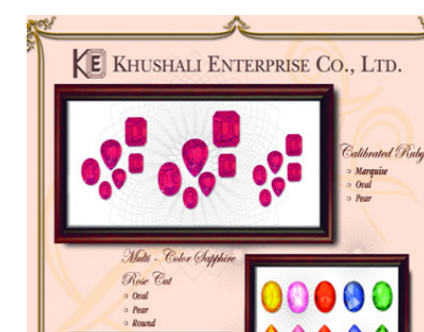 KE KHUSHALI ENTERPRISE CO., LTD.
Calibrated Ruby
Marquise
Oval
Pear
Multi - Color Sapphire
Rose Cut
Oval
Pear
Round